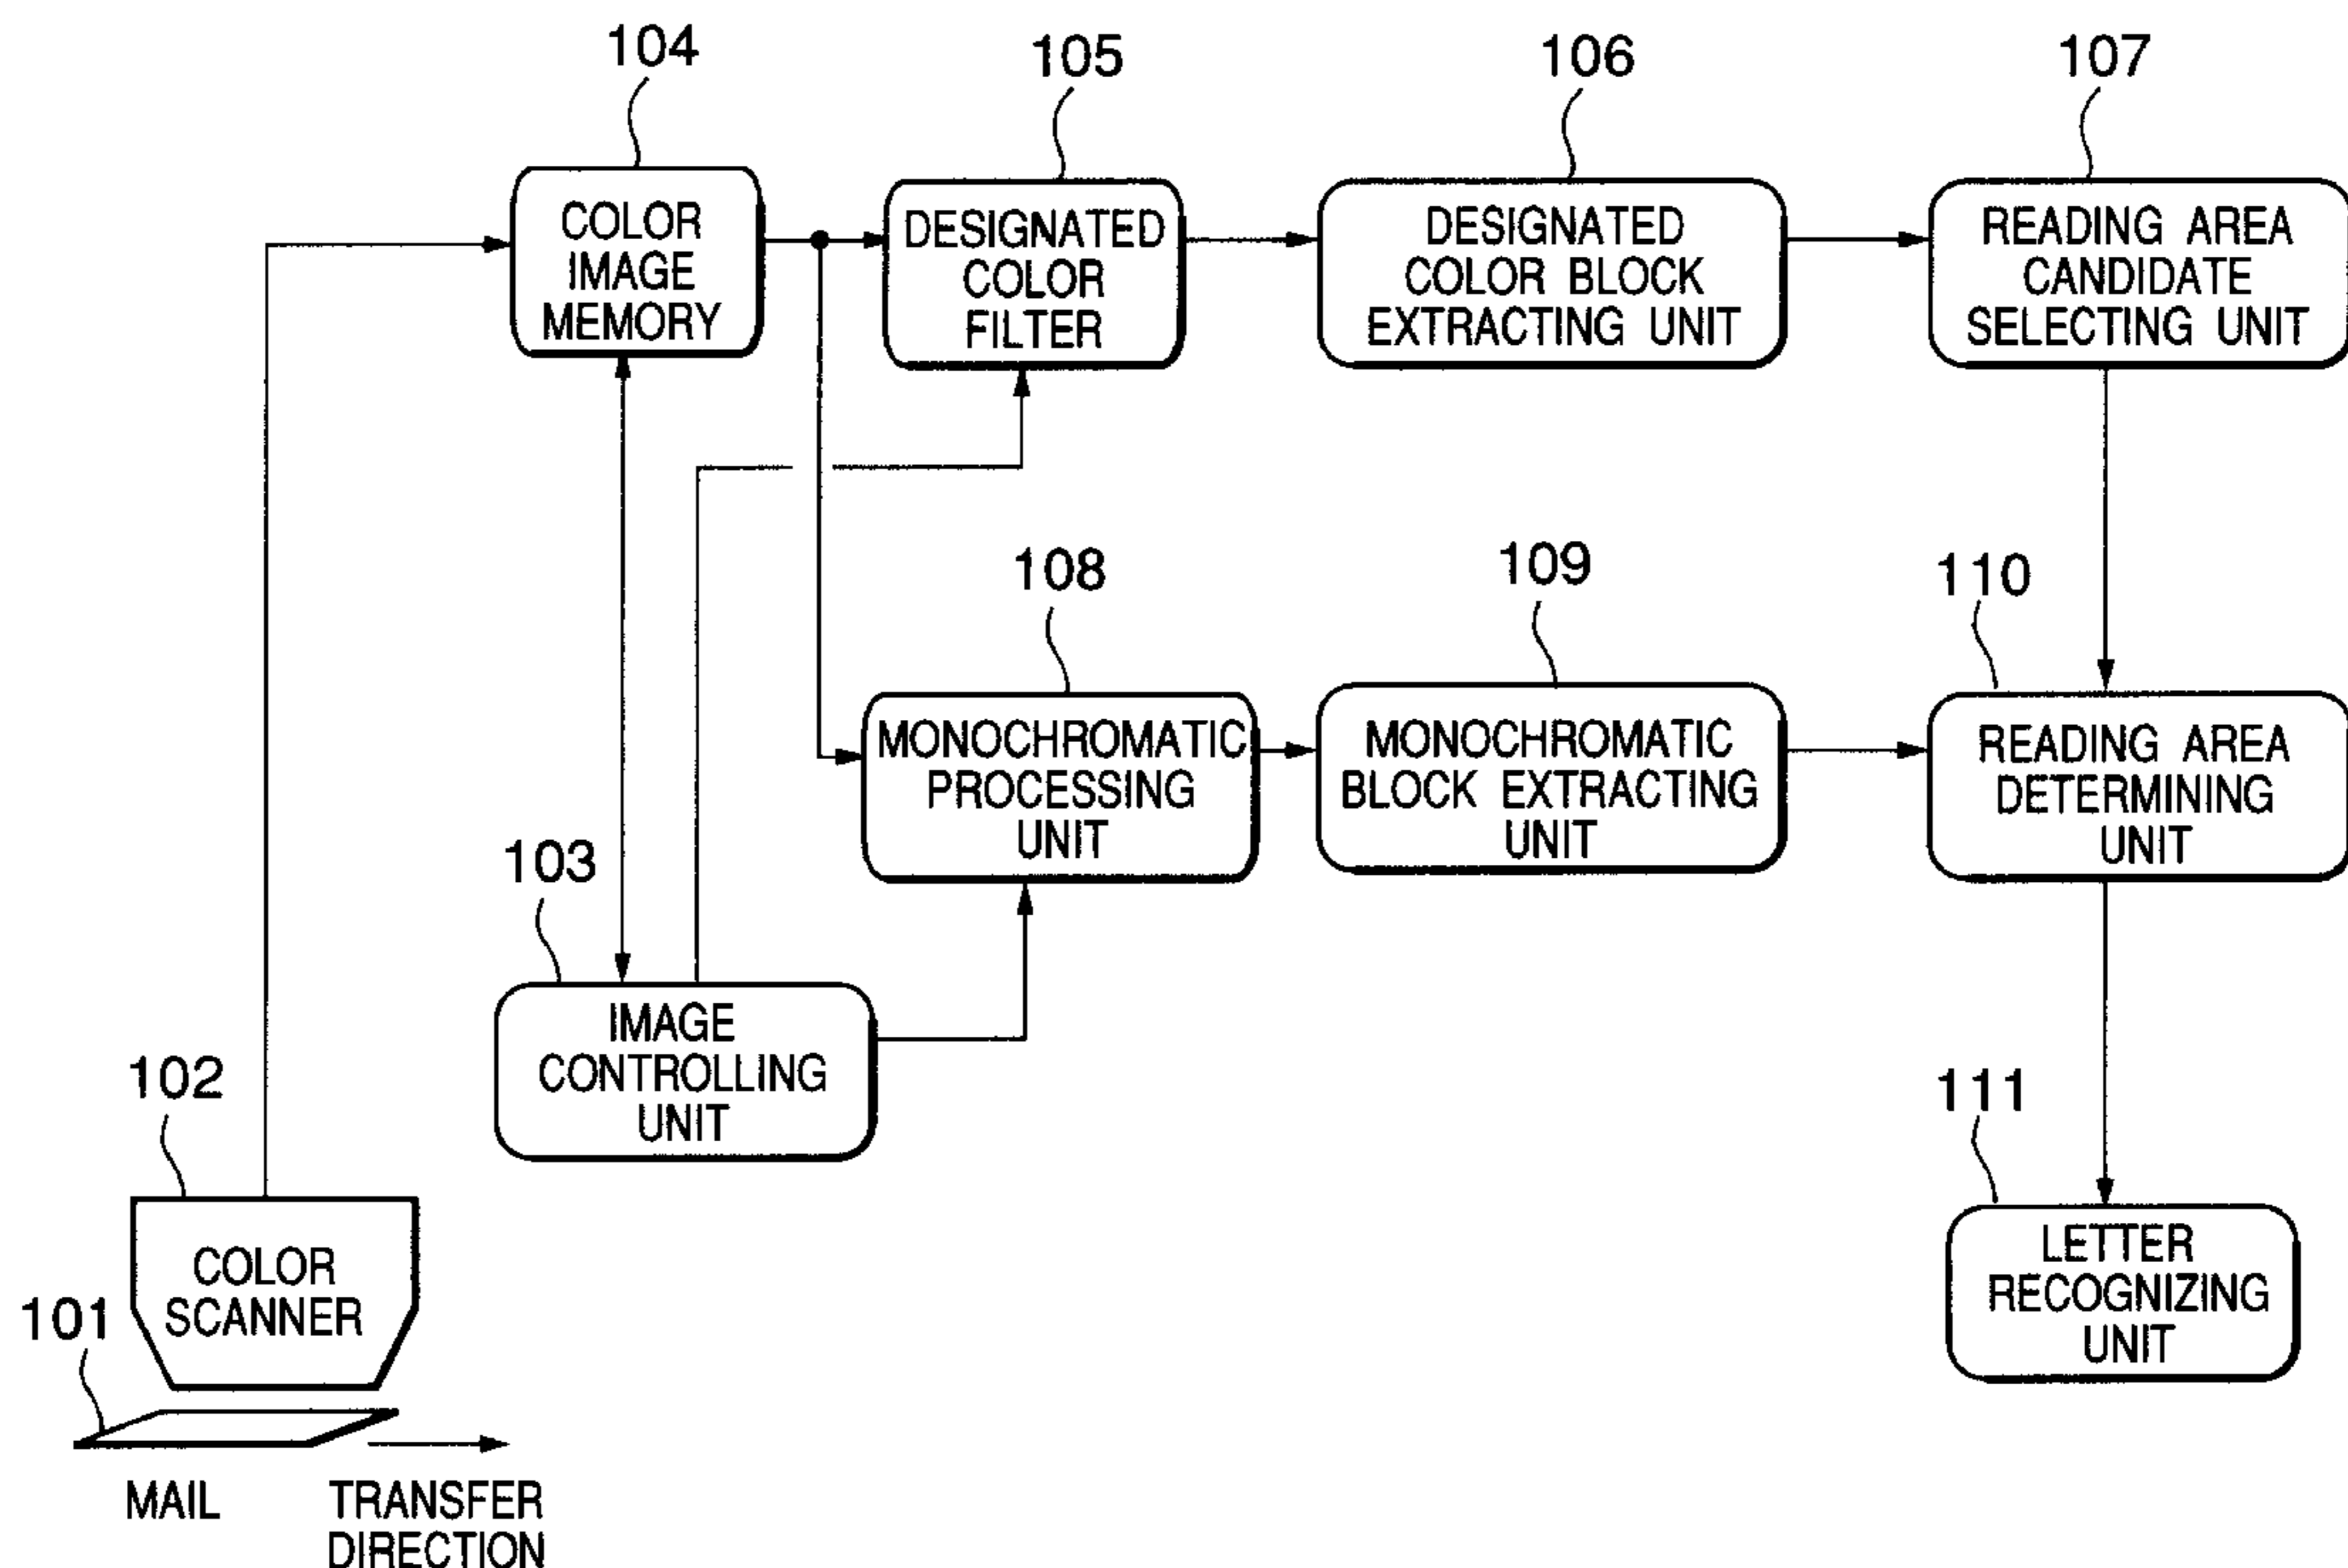 104
105
106
107
COLOR
IMAGE
MEMORY
DESIGNATED
COLOR
FILTER
DESIGNATED
COLOR BLOCK
EXTRACTING UNIT
READING AREA
CANDIDATE
SELECTING UNIT
108
109
110
MONOCHROMATIC
PROCESSING
UNIT
MONOCHROMATIC
BLOCK EXTRACTING
UNIT
READING AREA
DETERMINING
UNIT
103
IMAGE
CONTROLLING
UNIT
102
111
COLOR
SCANNER
LETTER
RECOGNIZING
UNIT
101
MAIL
TRANSFER
DIRECTION